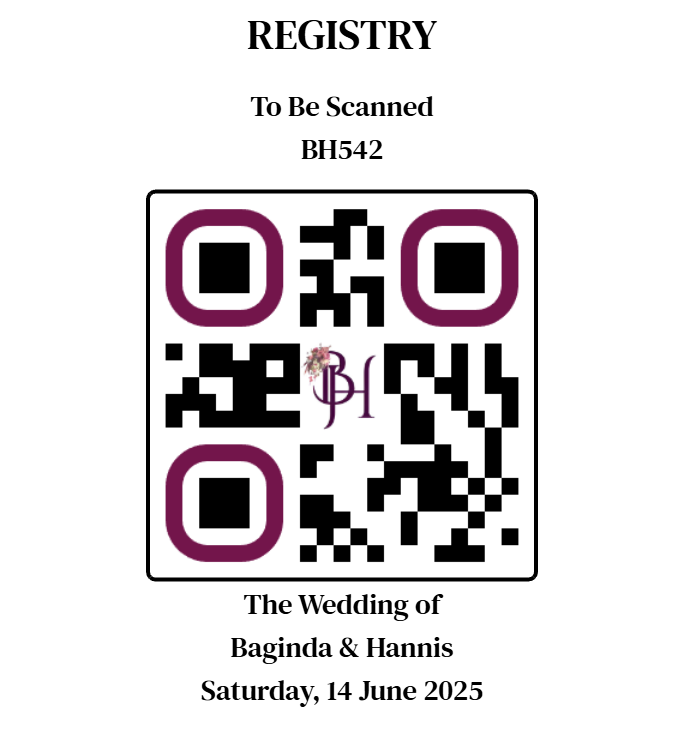 REGISTRY
To Be Scanned
BH542
BH
The Wedding of
Baginda & Hannis
Saturday, 14 June 2025